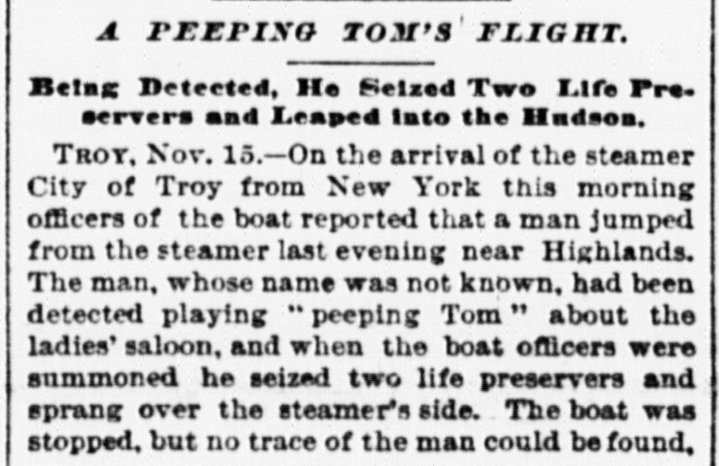 A PEEPING TOM'S FLIGHT.
Being Detected, He Seized Two Life Pre-
servers and Leaped into the Hudson.
TROY, Nov. 15.—On the arrival of the steamer
City of Troy from New York this morning
officers of the boat reported that a man jumped
from the steamer last evening near Highlands.
The man, whose name was not known, had been
detected playing "peeping Tom" about the
ladies' saloon, and when the boat officers were
summoned he seized two life preservers and
sprang over the steamer's side. The boat was
stopped, but no trace of the man could be found,